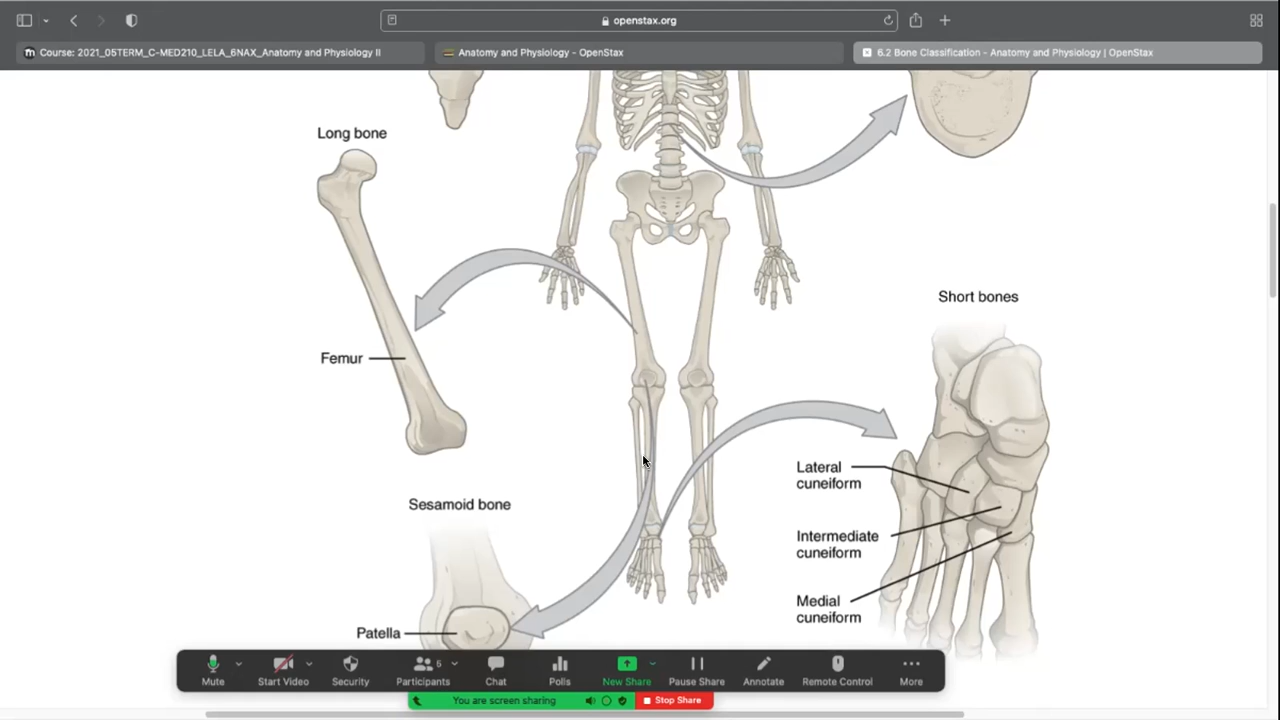 openstax.org
Course: 2021_05TERM_C-MED210_LELA_6NAX_Anatomy and Physiology II
Anatomy and Physiology - OpenStax
6.2 Bone Classification - Anatomy and Physiology | OpenStax
Long bone
Femur
Short bones
Lateral
cuneiform
Intermediate
cuneiform
Medial
cuneiform
Sesamoid bone
Patella
Mute
Start Video
Security
Participants
6
Chat
Polls
New Share
Pause Share
Annotate
Remote Control
More
You are screen sharing
Stop Share